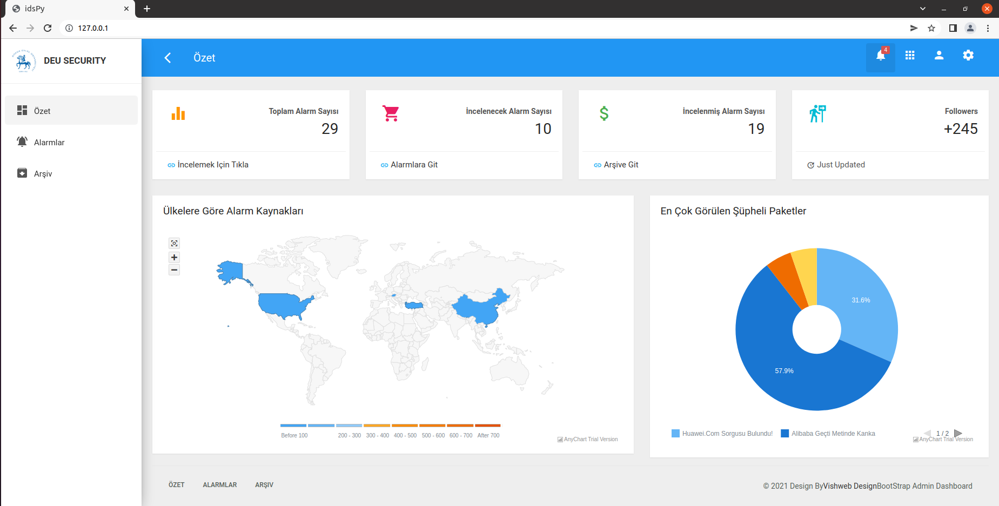 idsPy
127.0.0.1
DEU SECURITY
Özet
4
Özet
Alarmlar
Arşiv
Toplam Alarm Sayısı
29
İncelemek Için Tıkla
İncelenecek Alarm Sayısı
10
Alarmlara Git
İncelenmiş Alarm Sayısı
19
Arşive Git
Followers
+245
Just Updated
Ülkelere Göre Alarm Kaynakları
Before 100
200 - 300
300 - 400
400 - 500
500 - 600
600 - 700
After 700
AnyChart Trial Version
En Çok Görülen Şüpheli Paketler
31.6%
57.9%
Huawei.Com Sorgusu Bulundu!
Alibaba Geçti Metinde Kanka
1 / 2
AnyChart Trial Version
ÖZET
ALARMLAR
ARŞIV
© 2021 Design ByVishweb DesignBootStrap Admin Dashboard